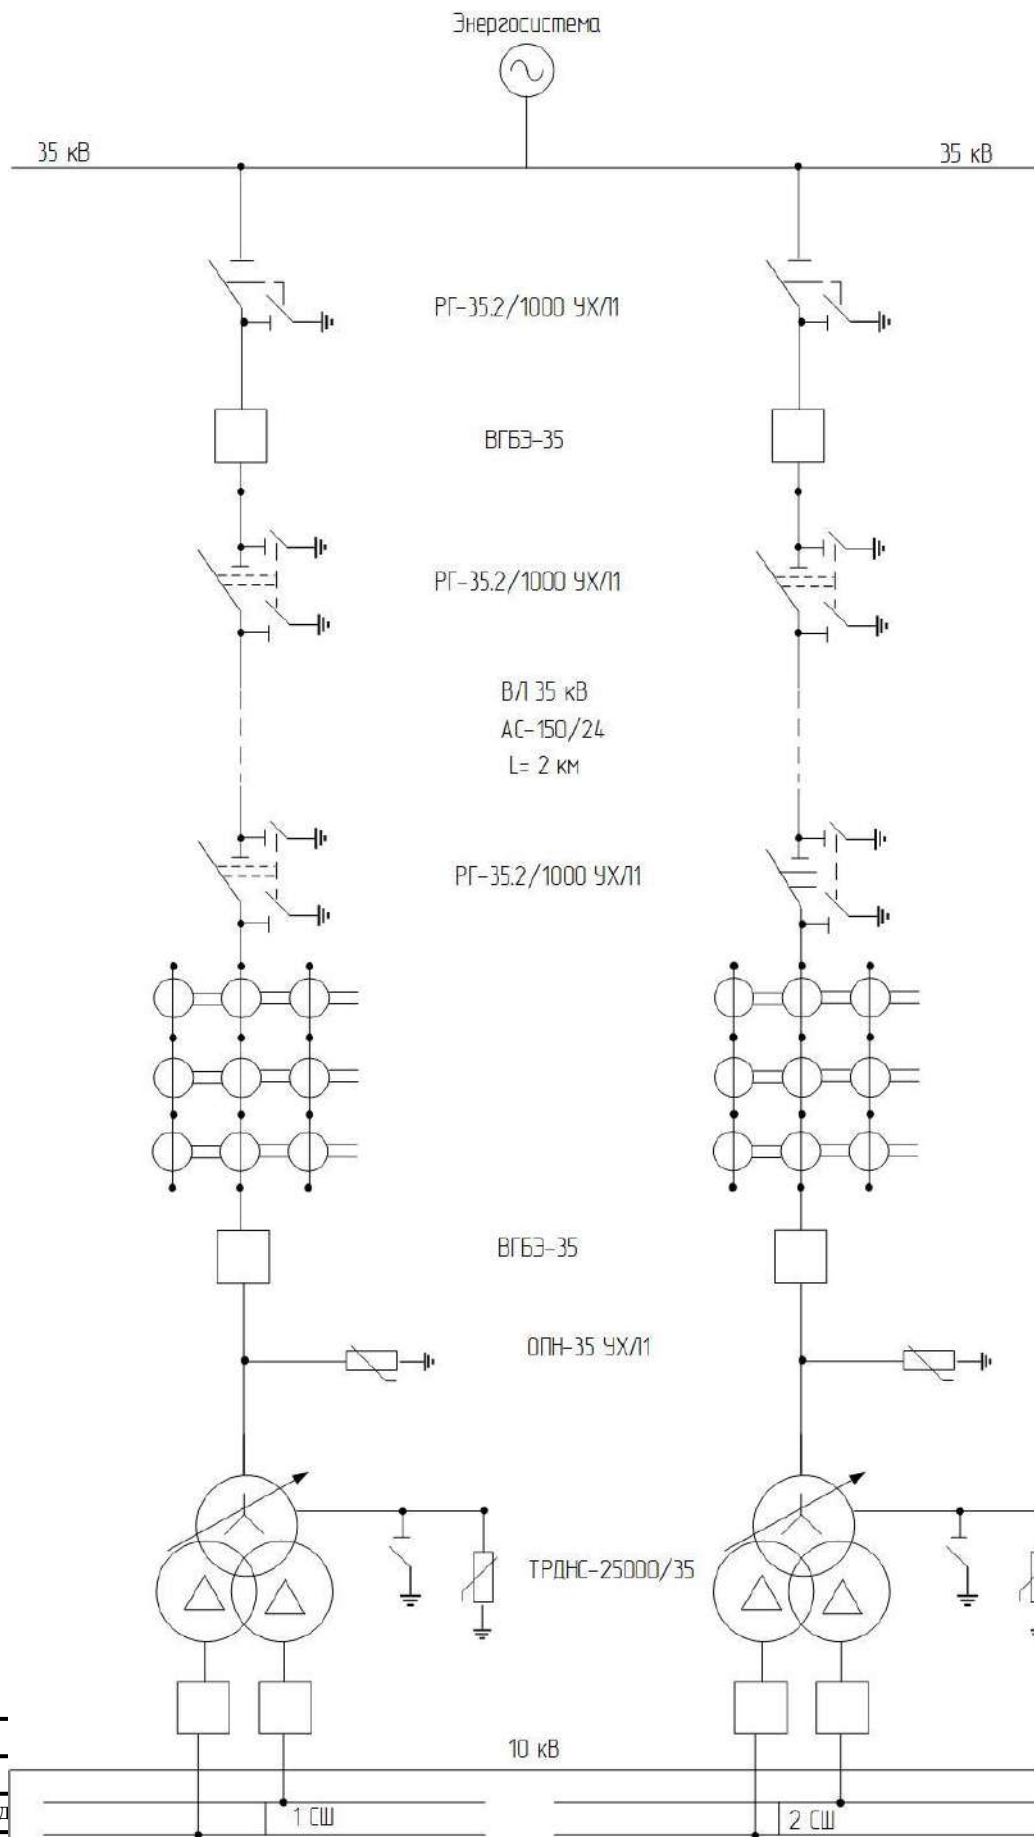 Энергосистема
35 кВ
35 кВ
РГ-35.2/1000 УХЛ1
ВГБЭ-35
РГ-35.2/1000 УХЛ1
ВЛ 35 кВ
АС-150/24
L= 2 км
РГ-35.2/1000 УХЛ1
ВГБЭ-35
ОПН-35 УХЛ1
ТРДНС-25000/35
10 кВ
1 СШ
2 СШ